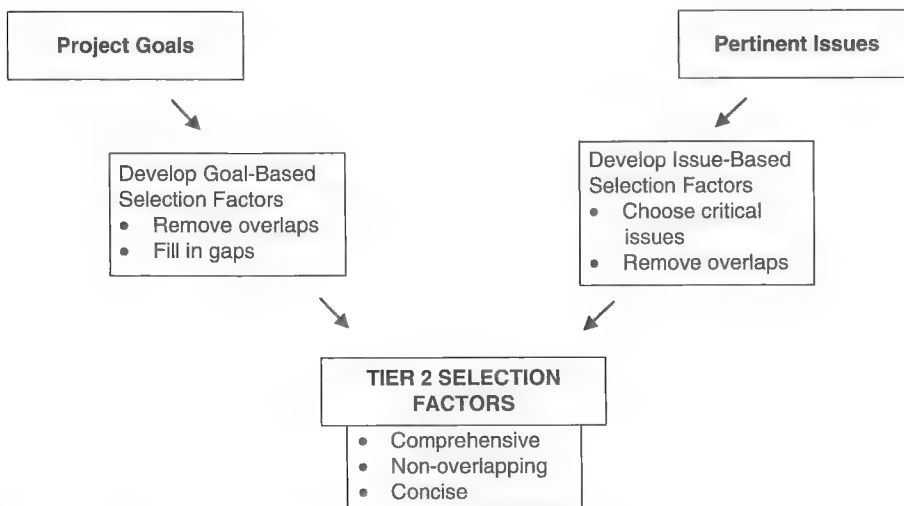 Project Goals
Pertinent Issues
Develop Goal-Based
Selection Factors
• Remove overlaps
• Fill in gaps
Develop Issue-Based
Selection Factors
• Choose critical
issues
• Remove overlaps
TIER 2 SELECTION
FACTORS
• Comprehensive
• Non-overlapping
• Concise